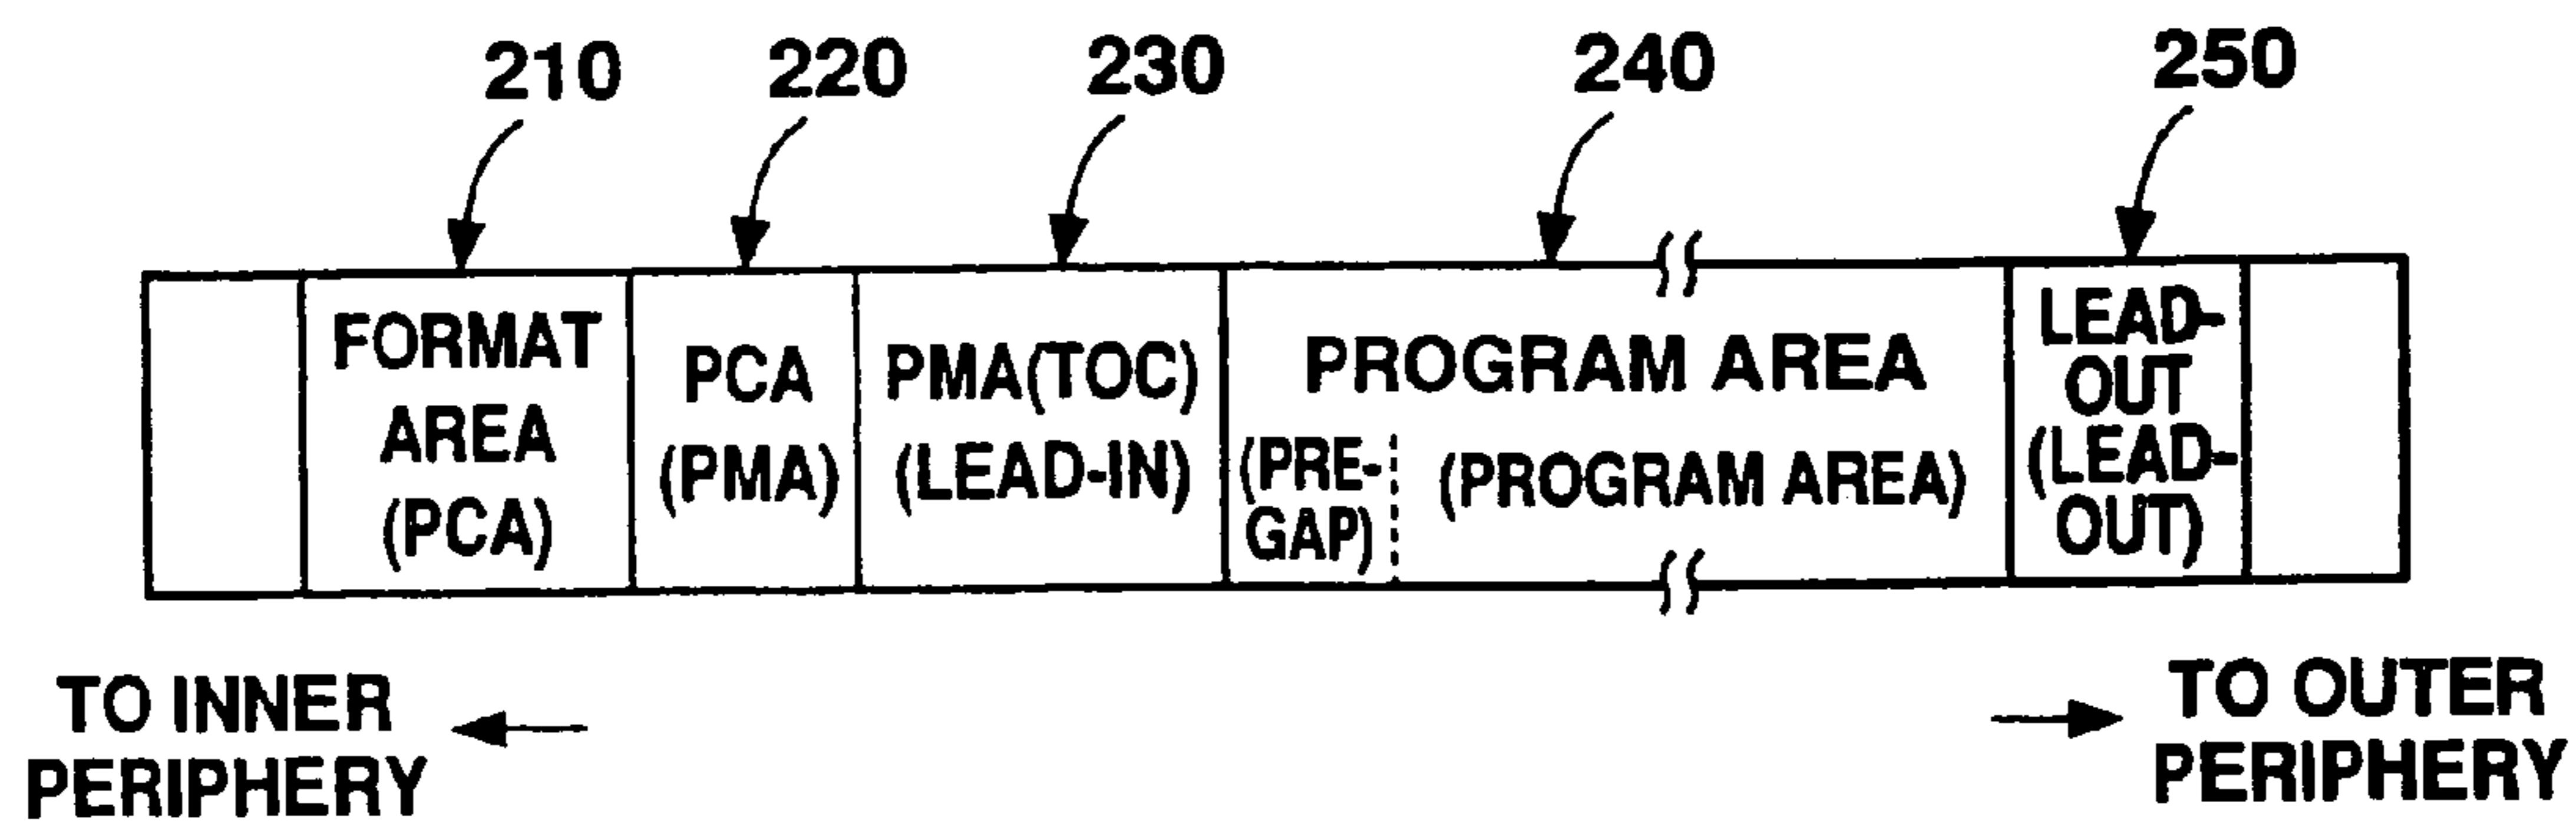 210 220 230 240 250
FORMAT
AREA
(PCA)
PCA
(PMA)
PMA(TOC)
(LEAD-IN)
PROGRAM AREA
(PRE-
GAP)
(PROGRAM AREA)
LEAD-
OUT
(LEAD-
OUT)
TO INNER
PERIPHERY
TO OUTER
PERIPHERY